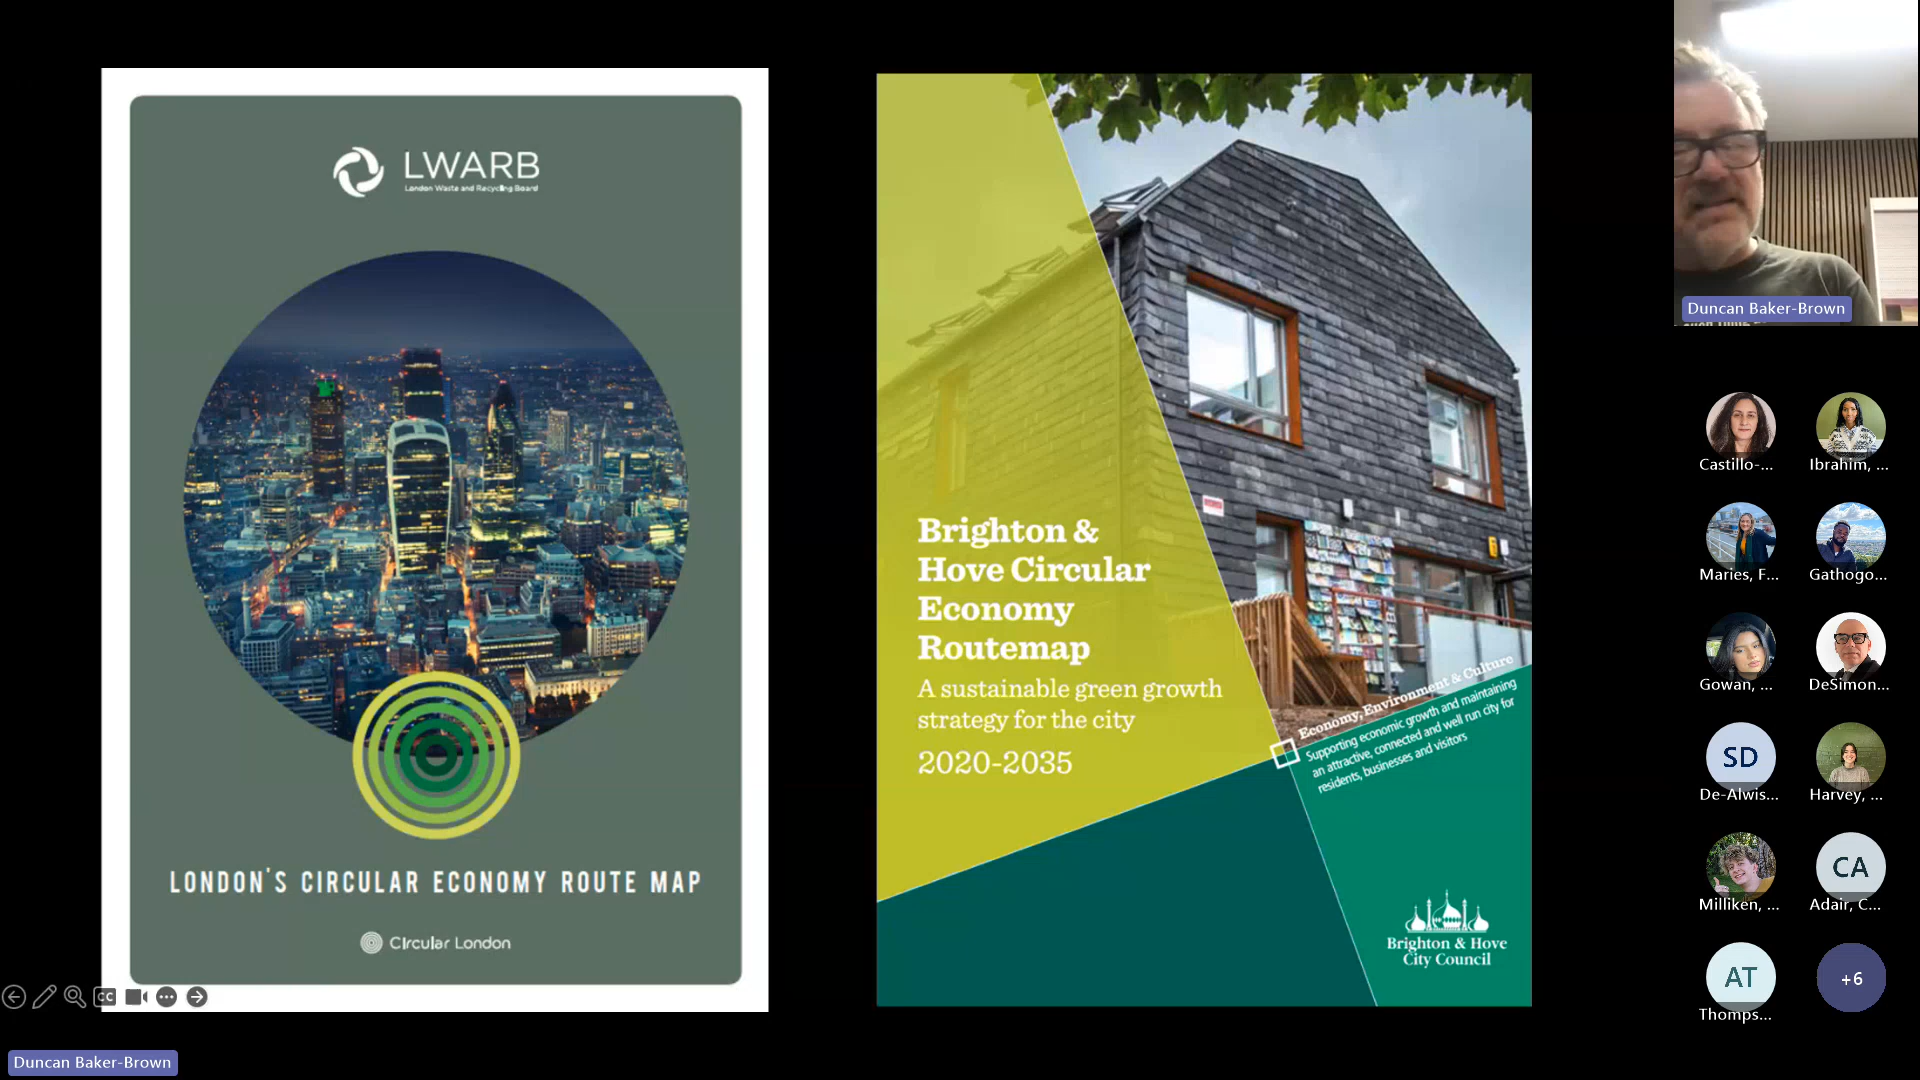 LWARB
London Waste and Recycling Board
LONDON'S CIRCULAR ECONOMY ROUTE MAP
Circular London
Brighton &
Hove Circular
Economy
Routemap
A sustainable green growth
strategy for the city
2020-2035
Economy, Environment & Culture
Supporting economic growth and maintaining
an attractive, connected and well run city for
residents, businesses and visitors
Brighton & Hove
City Council
Duncan Baker-Brown
Castillo-...
Ibrahim, ...
Maries, F...
Gathogo...
Gowan, ...
DeSimon...
SD
De-Alwis...
Harvey, ...
Milliken, ...
CA
Adair, C...
AT
Thomps...
+6
CC
Duncan Baker-Brown